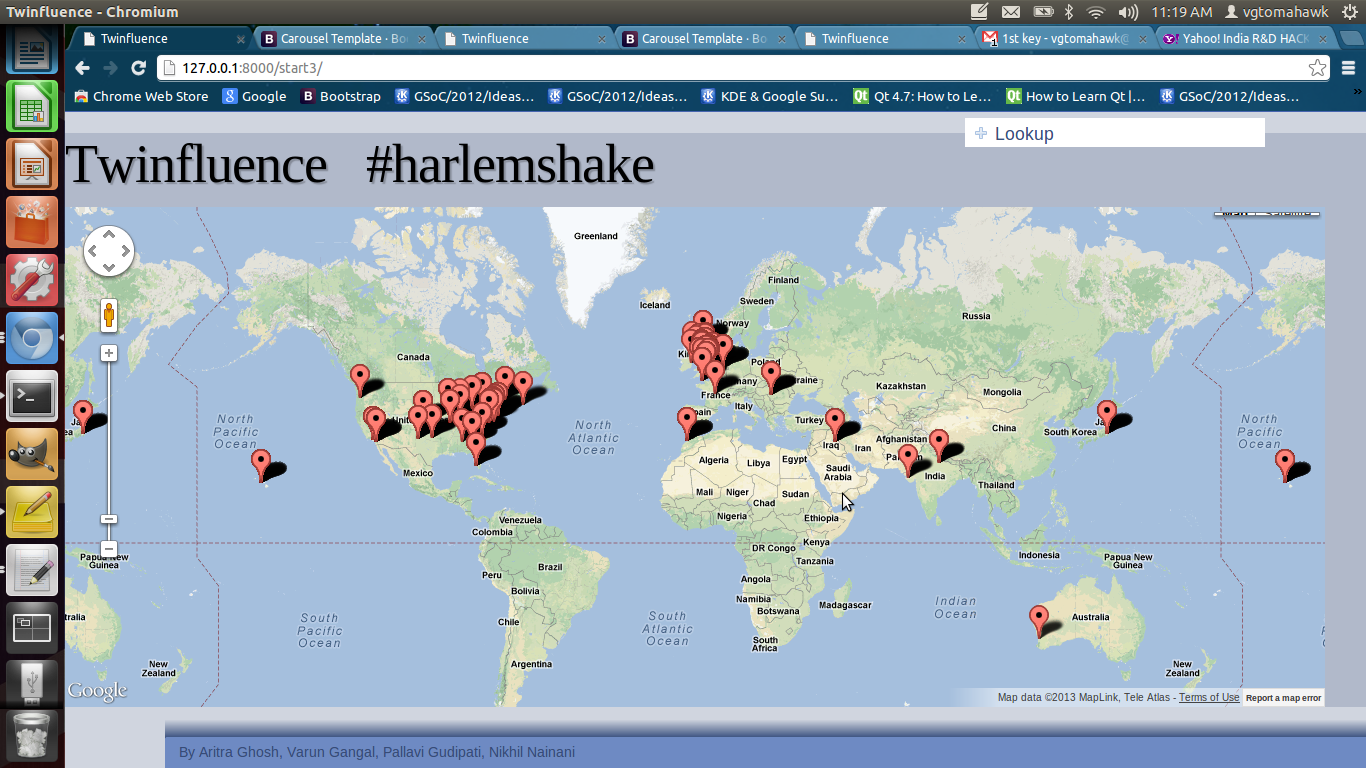 Twinfluence - Chromium
11:19 AM vgtomahawk
Twinfluence
Carousel Template · Bo
Twinfluence
Carousel Template · Bo
Twinfluence
1st key - vgtomahawk@
Yahoo! India R&D HACK
127.0.0.1:8000/start3/
Chrome Web Store
Google
Bootstrap
GSoC/2012/Ideas…
GSoC/2012/Ideas…
KDE & Google Su…
Qt 4.7: How to Le…
How to Learn Qt |…
GSoC/2012/Ideas…
Lookup
Twinfluence #harlemshake
Greenland
Finland
Iceland
Sweden
Norway
Russia
Canada
Poland
Kazakhstan
Mongolia
France
Italy
North
Pacific
Ocean
North
Atlantic
Ocean
Turkey
Iraq
Iran
Afghanistan
China
South Korea
North
Pacific
Ocean
Mexico
Algeria
Libya
Egypt
Saudi
Arabia
India
Mali
Niger
Chad
Sudan
Thailand
Venezuela
Colombia
Nigeria
Ethiopia
Kenya
DR Congo
Tanzania
Indonesia
Papua New
Guinea
Papua New
Guinea
Peru
Brazil
Bolivia
Angola
Namibia
Botswana
Madagascar
Indian
Ocean
Australia
tralia
Chile
South
Pacific
Ocean
South
Atlantic
Ocean
South
Africa
Argentina
New
Zealand
New
Zealand
Google
Map data ©2013 MapLink, Tele Atlas - Terms of Use
Report a map error
By Aritra Ghosh, Varun Gangal, Pallavi Gudipati, Nikhil Nainani